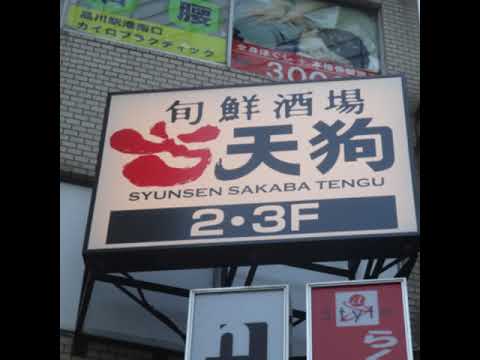 腰
品川駅港南口
カイロプラクティック
300
旬鮮酒場
天狗
SYUNSEN SAKABA TENGU
2・3F